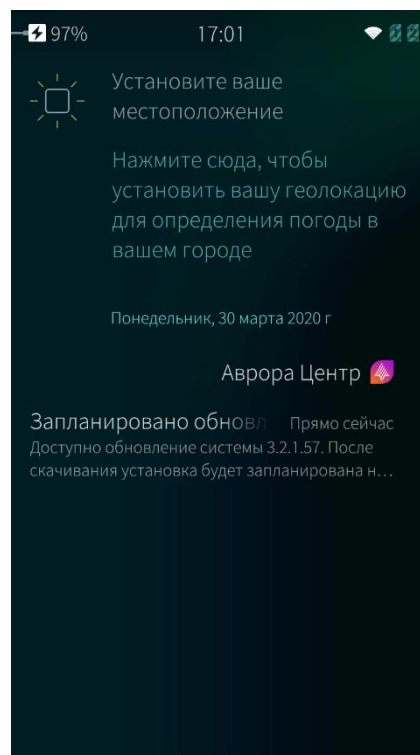 97% 17:01
Установите ваше
местоположение
Нажмите сюда, чтобы
установить вашу геолокацию
для определения погоды в
вашем городе
Понедельник, 30 марта 2020 г
Аврора Центр
Запланировано обновл Прямо сейчас
Доступно обновление системы 3.2.1.57. После
скачивания установка будет запланирована н...